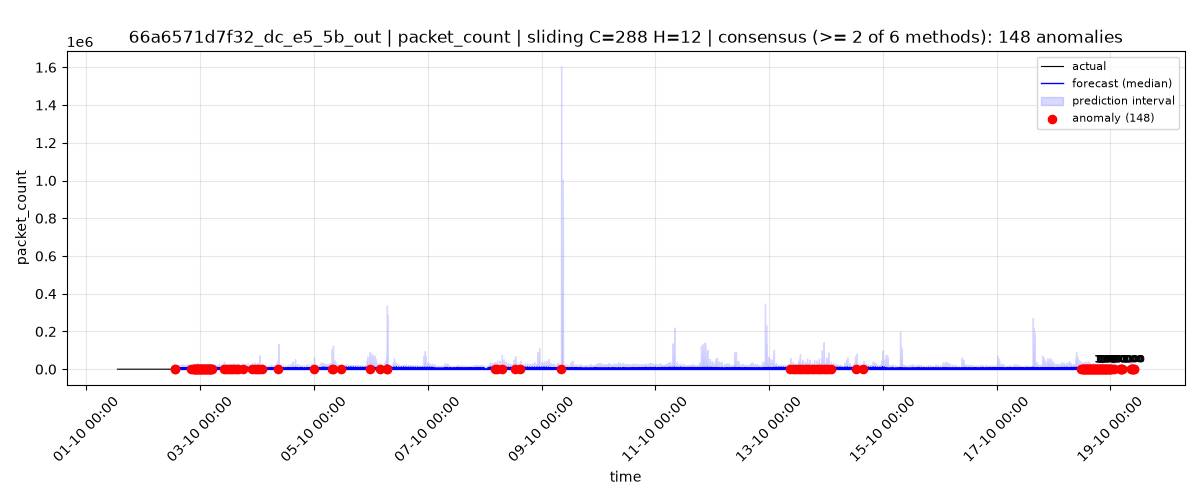 66a6571d7f32_dc_e5_5b_out | packet_count | sliding C=288 H=12 | consensus (>= 2 of 6 methods): 148 anomalies
1e6
1.6
1.4
1.2
1.0
0.8
0.6
0.4
0.2
0.0
packet_count
actual
forecast (median)
prediction interval
anomaly (148)
01-10 00:00
03-10 00:00
05-10 00:00
07-10 00:00
09-10 00:00
11-10 00:00
13-10 00:00
15-10 00:00
17-10 00:00
19-10 00:00
time